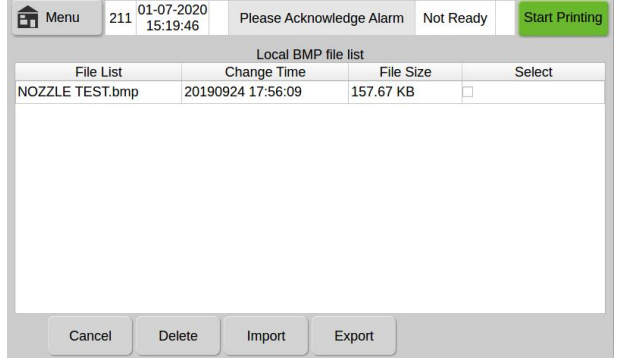 Menu
211
01-07-2020
15:19:46
Please Acknowledge Alarm
Not Ready
Start Printing
Local BMP file list
File List Change Time File Size Select
NOZZLE TEST.bmp 20190924 17:56:09 157.67 KB
Cancel Delete Import Export